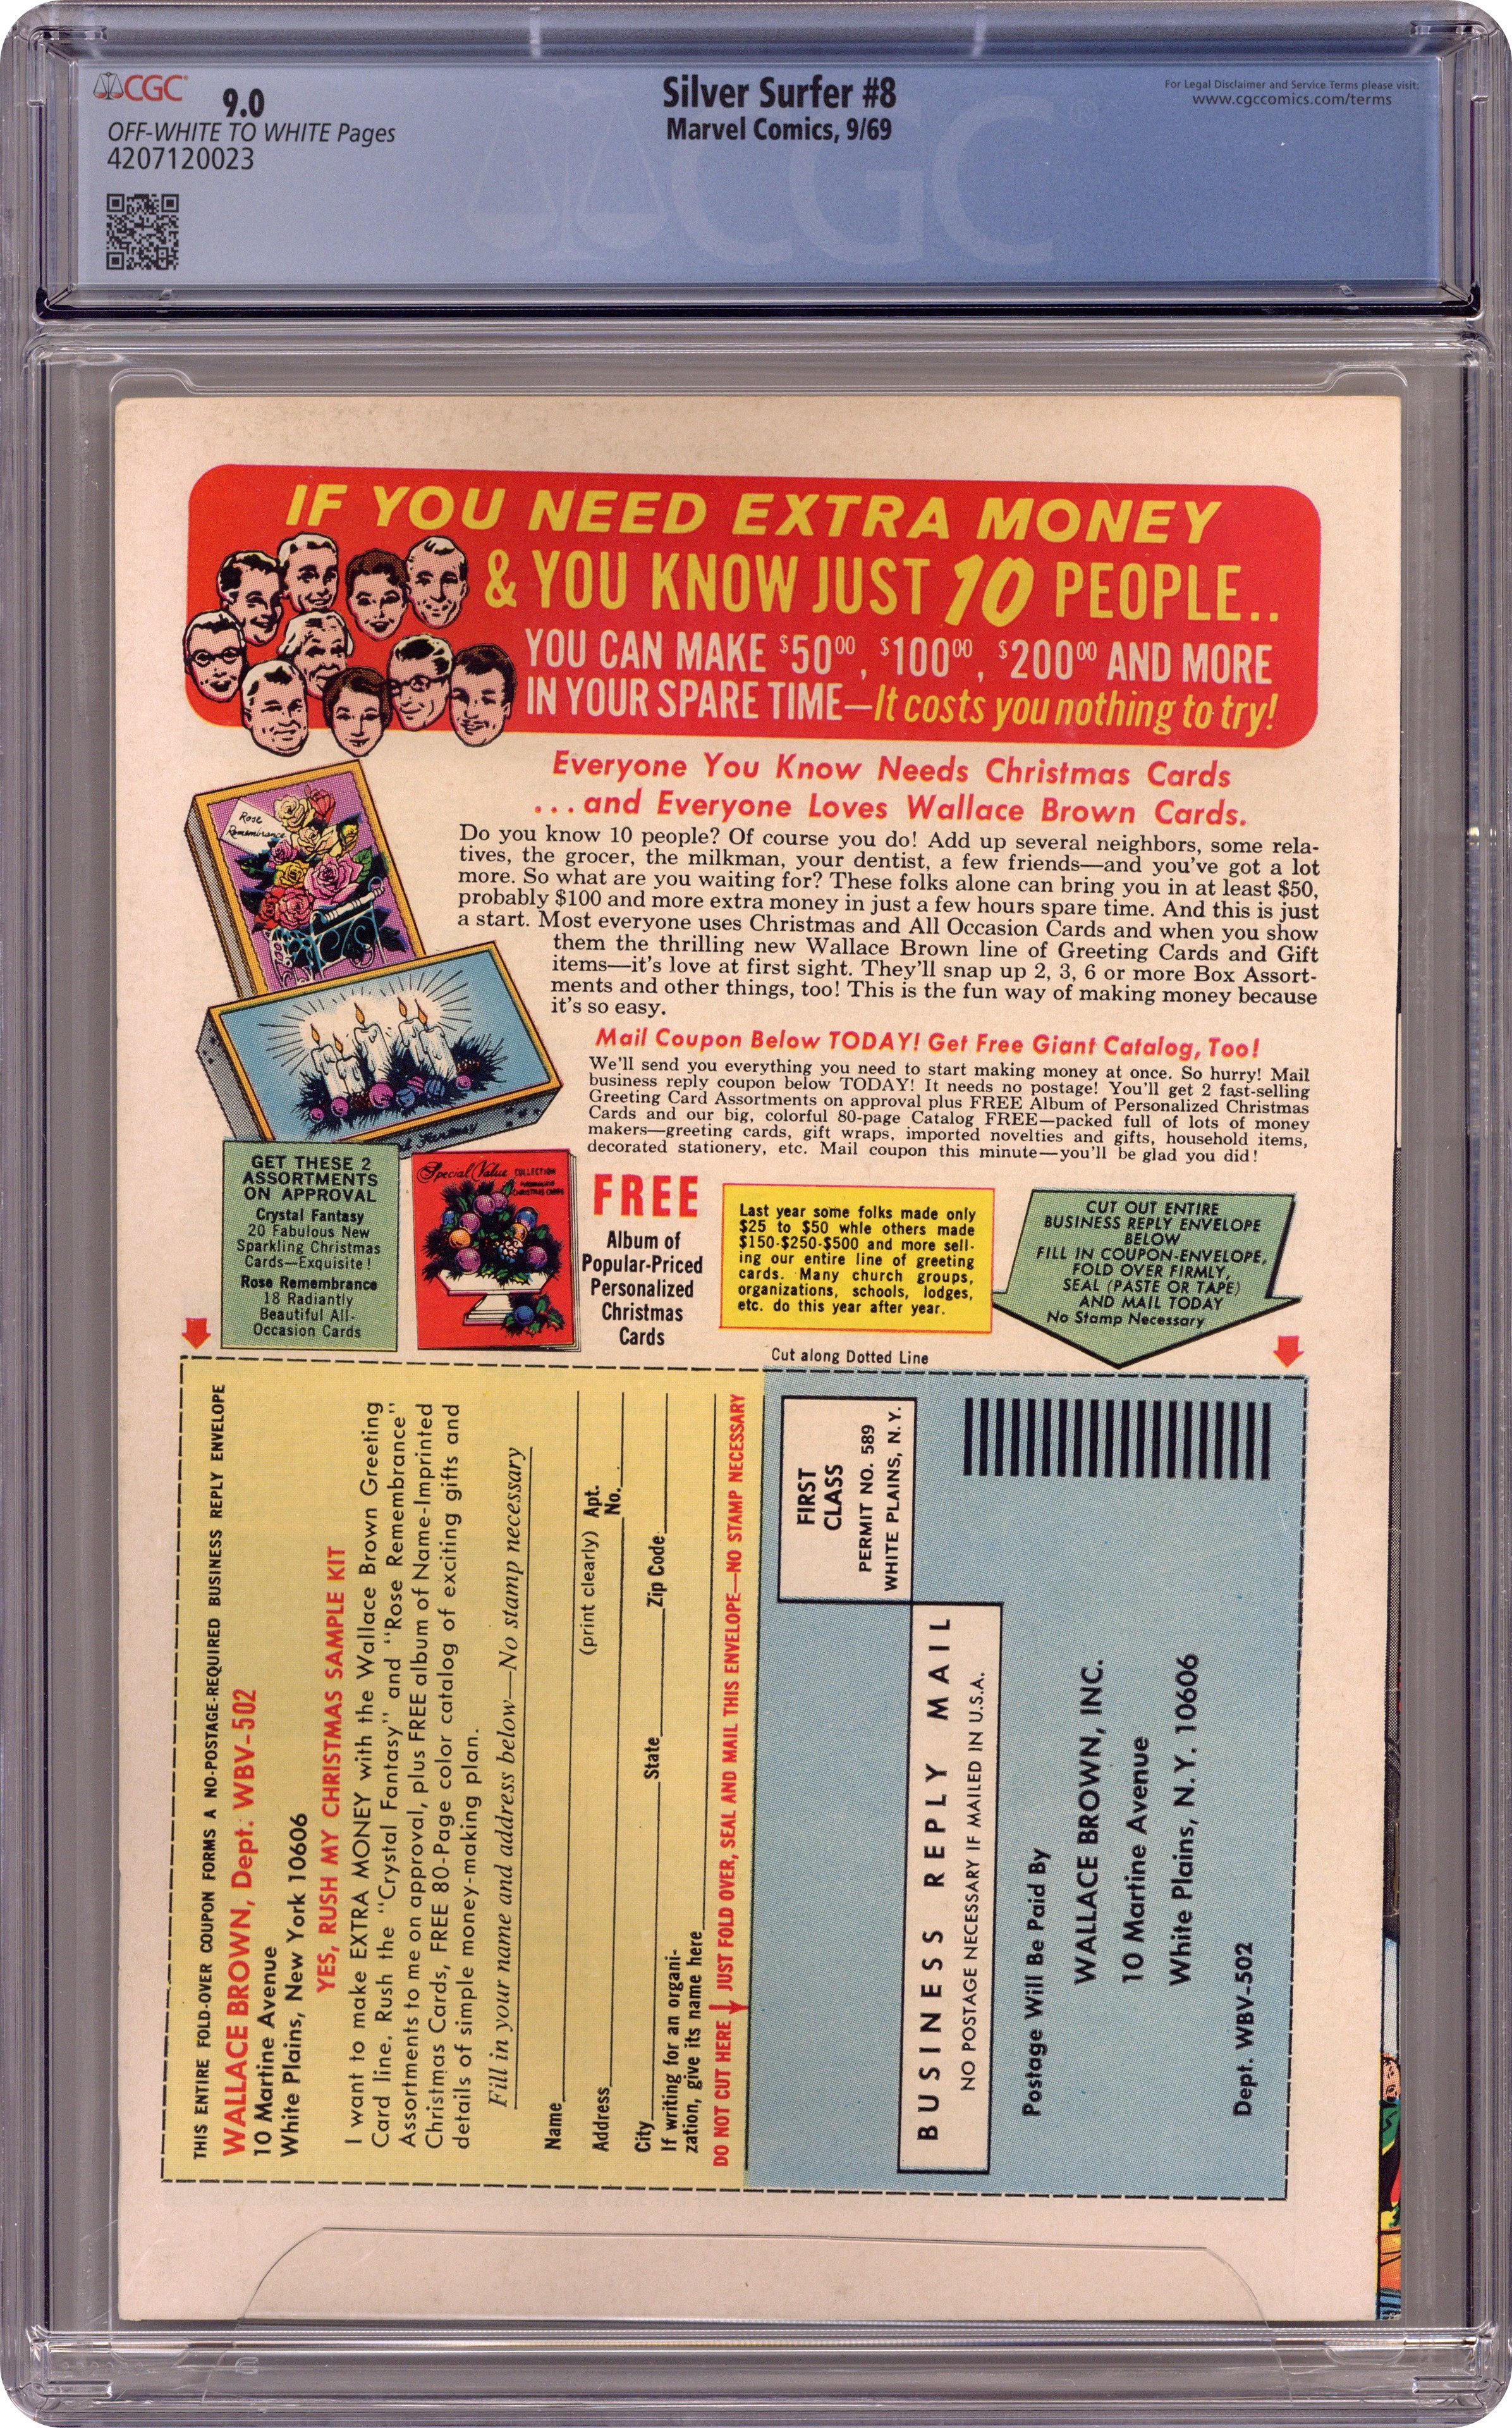 CGC
9.0
OFF-WHITE TO WHITE Pages
4207120023
Silver Surfer #8
Marvel Comics, 9/69
For Legal Disclaimer and Service Terms please visit:
www.cgccomics.com/terms
CGC
IF YOU NEED EXTRA MONEY
& YOU KNOW JUST 10 PEOPLE..
YOU CAN MAKE $50⁰⁰, $100⁰⁰, $200⁰⁰ AND MORE
IN YOUR SPARE TIME—It costs you nothing to try!
Everyone You Know Needs Christmas Cards
...and Everyone Loves Wallace Brown Cards.
Rose
Remembrance
Do you know 10 people? Of course you do! Add up several neighbors, some rela-
tives, the grocer, the milkman, your dentist, a few friends—and you've got a lot
more. So what are you waiting for? These folks alone can bring you in at least $50,
probably $100 and more extra money in just a few hours spare time. And this is just
a start. Most everyone uses Christmas and All Occasion Cards and when you show
them the thrilling new Wallace Brown line of Greeting Cards and Gift
items—it's love at first sight. They'll snap up 2, 3, 6 or more Box Assort-
ments and other things, too! This is the fun way of making money because
it's so easy.
Mail Coupon Below TODAY! Get Free Giant Catalog, Too!
We'll send you everything you need to start making money at once. So hurry! Mail
business reply coupon below TODAY! It needs no postage! You'll get 2 fast-selling
Greeting Card Assortments on approval plus FREE Album of Personalized Christmas
Cards and our big, colorful 80-page Catalog FREE—packed full of lots of money
makers—greeting cards, gift wraps, imported novelties and gifts, household items,
decorated stationery, etc. Mail coupon this minute—you'll be glad you did!
Fantasy
GET THESE 2
ASSORTMENTS
ON APPROVAL
Crystal Fantasy
20 Fabulous New
Sparkling Christmas
Cards—Exquisite!
Rose Remembrance
18 Radiantly
Beautiful All-
Occasion Cards
Special Value COLLECTION
PERSONALIZED
CHRISTMAS CARDS
FREE
Album of
Popular-Priced
Personalized
Christmas
Cards
Last year some folks made only
$25 to $50 whle others made
$150-$250-$500 and more sell-
ing our entire line of greeting
cards. Many church groups,
organizations, schools, lodges,
etc. do this year after year.
CUT OUT ENTIRE
BUSINESS REPLY ENVELOPE
BELOW
FILL IN COUPON-ENVELOPE,
FOLD OVER FIRMLY,
SEAL (PASTE OR TAPE)
AND MAIL TODAY
No Stamp Necessary
Cut along Dotted Line
THIS ENTIRE FOLD-OVER COUPON FORMS A NO-POSTAGE-REQUIRED BUSINESS REPLY ENVELOPE
WALLACE BROWN, Dept. WBV-502
10 Martine Avenue
White Plains, New York 10606
YES, RUSH MY CHRISTMAS SAMPLE KIT
I want to make EXTRA MONEY with the Wallace Brown Greeting
Card line. Rush the "Crystal Fantasy" and "Rose Remembrance"
Assortments to me on approval, plus FREE album of Name-Imprinted
Christmas Cards, FREE 80-Page color catalog of exciting gifts and
details of simple money-making plan.
Fill in your name and address below—No stamp necessary
Name
(print clearly)
Address Apt. No.
City State Zip Code
If writing for an organi-
zation, give its name here
DO NOT CUT HERE JUST FOLD OVER, SEAL AND MAIL THIS ENVELOPE—NO STAMP NECESSARY
FIRST
CLASS
PERMIT NO. 589
WHITE PLAINS, N.Y.
BUSINESS REPLY MAIL
NO POSTAGE NECESSARY IF MAILED IN U.S.A.
Postage Will Be Paid By
WALLACE BROWN, INC.
10 Martine Avenue
White Plains, N.Y. 10606
Dept. WBV-502